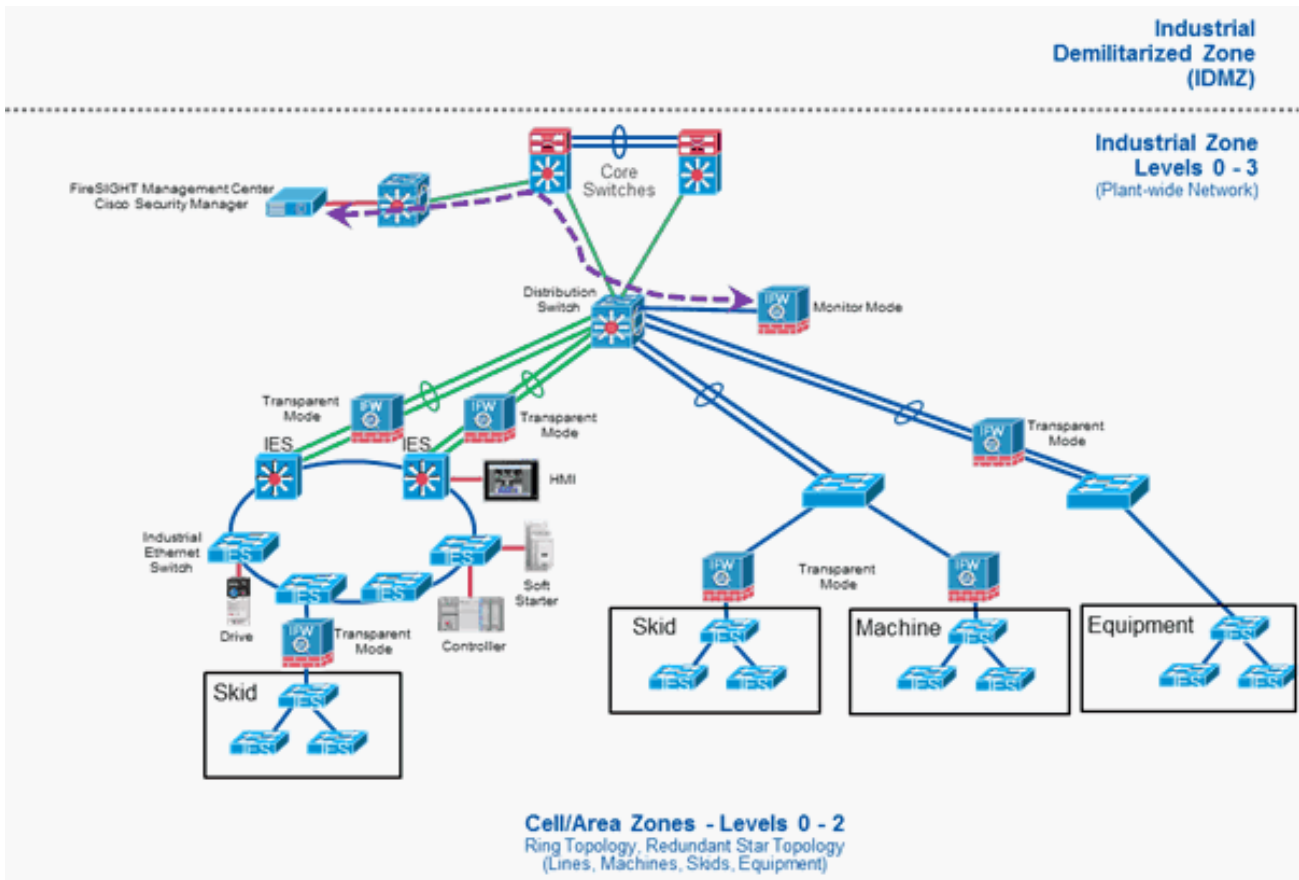 Industrial
Demilitarized Zone
(IDMZ)
Industrial Zone
Levels 0 - 3
(Plant-wide Network)
Core
Switches
FireSIGHT Management Center
Cisco Security Manager
Distribution
Switch
IFW
Monitor Mode
Transparent
Mode
IFW
IFW
Transparent
Mode
IFW
Transparent
Mode
IES
IES
HMI
Industrial
Ethernet
Switch
IES
IES
Soft
Starter
IES
IES
Drive
Controlller
IFW
Transparent
Mode
IFW
Transparent
Mode
IFW
Skid
IES
IES
IES
Skid
IES
IES
IES
Machine
IES
IES
IES
Equipment
IES
IES
IES
Cell/Area Zones - Levels 0 - 2
Ring Topology, Redundant Star Topology
(Lines, Machines, Skids, Equipment)